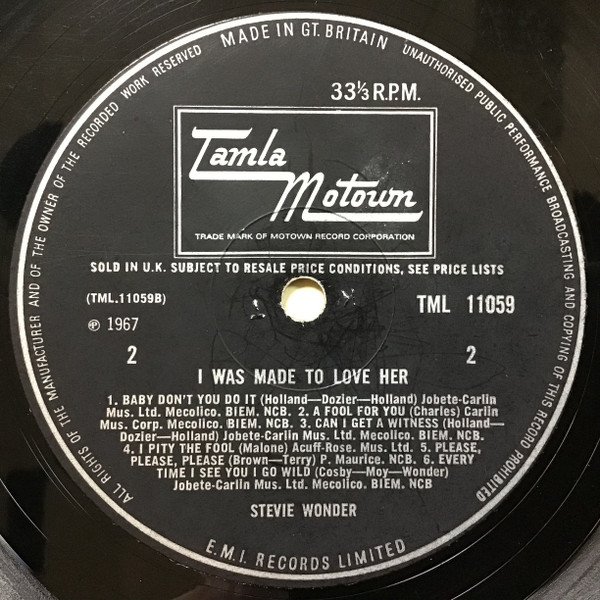 MADE IN GT. BRITAIN
UNAUTHORISED PUBLIC PERFORMANCE BROADCASTING AND COPYING OF THIS RECORD PROHIBITED
ALL RIGHTS OF THE MANUFACTURER AND OF THE OWNER OF THE RECORDED WORK RESERVED
33⅓ R.P.M.
Tamla
Motown
TRADE MARK OF MOTOWN RECORD CORPORATION
SOLD IN U.K. SUBJECT TO RESALE PRICE CONDITIONS, SEE PRICE LISTS
(TML.11059B) TML 11059
℗ 1967
2 2
I WAS MADE TO LOVE HER
1. BABY DON'T YOU DO IT (Holland—Dozier—Holland) Jobete-Carlin
Mus. Ltd. Mecolico. BIEM. NCB. 2. A FOOL FOR YOU (Charles) Carlin
Mus. Corp. Mecolico. BIEM. NCB. 3. CAN I GET A WITNESS (Holland—
Dozier—Holland) Jobete-Carlin Mus. Ltd. Mecolico. BIEM. NCB.
4. I PITY THE FOOL (Malone) Acuff-Rose. Mus. Ltd. 5. PLEASE,
PLEASE, PLEASE (Brown—Terry) P. Maurice. NCB. 6. EVERY
TIME I SEE YOU I GO WILD (Cosby—Moy—Wonder)
Jobete-Carlin Mus. Ltd. Mecolico. BIEM. NCB
STEVIE WONDER
E.M.I. RECORDS LIMITED